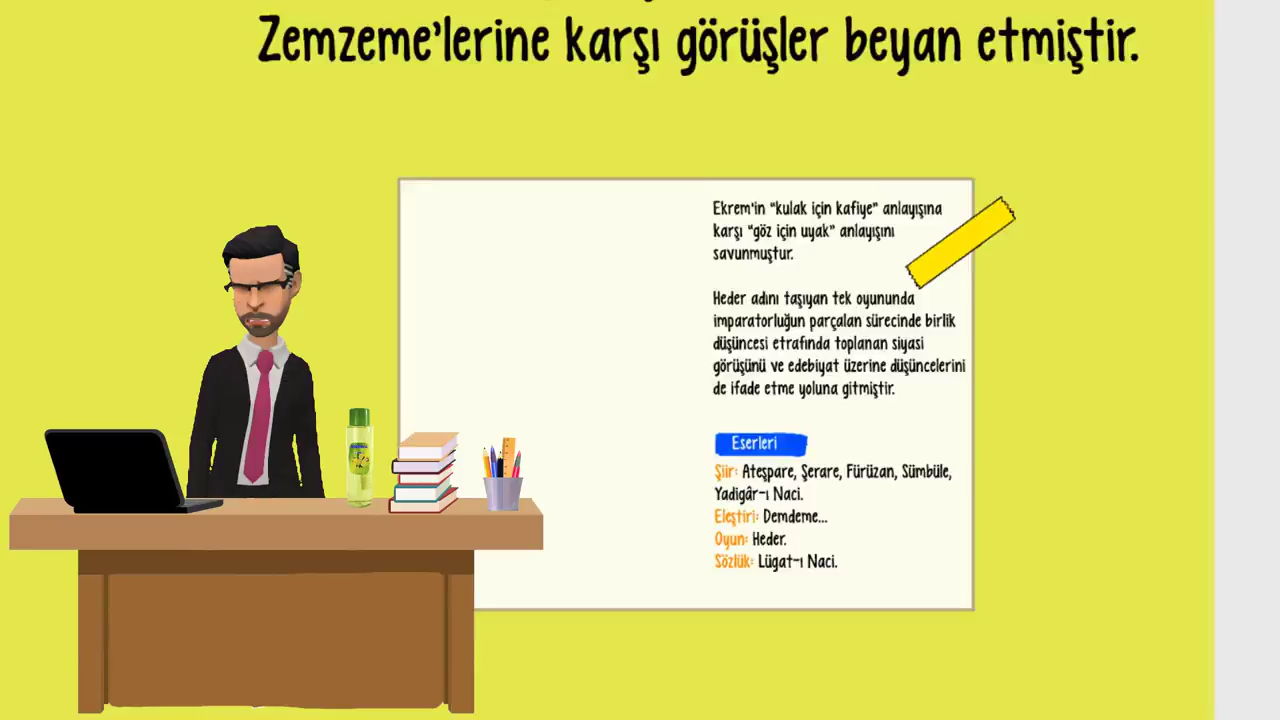 Zemzeme'lerine karşı görüşler beyan etmiştir.
Ekrem'in "kulak için kafiye" anlayışına
karşı "göz için uyak" anlayışını
savunmuştur.
Heder adını taşıyan tek oyununda
imparatorluğun parçalan sürecinde birlik
düşüncesi etrafında toplanan siyasi
görüşünü ve edebiyat üzerine düşüncelerini
de ifade etme yoluna gitmiştir.
Eserleri
Şiir: Ateşpare, Şerare, Fürüzan, Sümbüle,
Yadigâr-ı Naci.
Eleştiri: Demdeme...
Oyun: Heder.
Sözlük: Lügat-ı Naci.